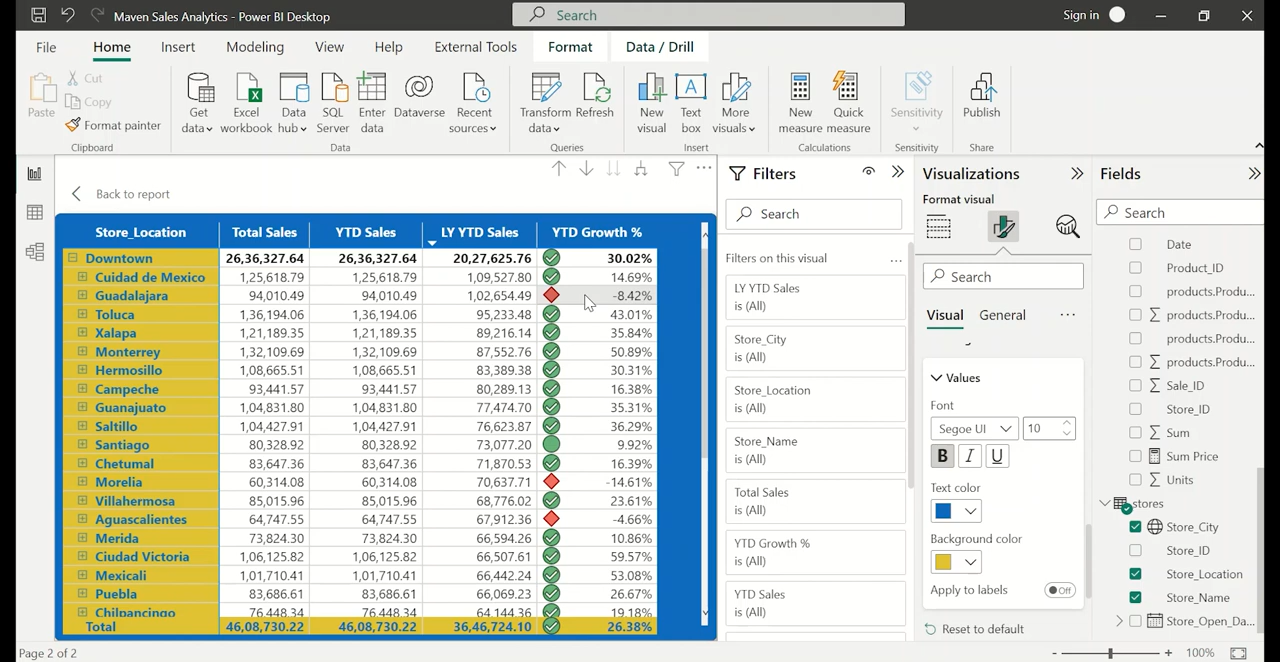 Maven Sales Analytics - Power BI Desktop
Search
Sign in
File Home Insert Modeling View Help External Tools Format Data / Drill
Paste
Cut
Copy
Format painter
Clipboard
Get data
Excel workbook
Data hub
SQL Server
Enter data
Dataverse
Recent sources
Data
Transform data
Refresh
Queries
New visual
Text box
More visuals
Insert
New measure
Quick measure
Calculations
Sensitivity
Sensitivity
Publish
Share
Back to report
Store_Location Total Sales YTD Sales LY YTD Sales YTD Growth %
Downtown 26,36,327.64 26,36,327.64 20,27,625.76 30.02%
Cuidad de Mexico 1,25,618.79 1,25,618.79 1,09,527.80 14.69%
Guadalajara 94,010.49 94,010.49 1,02,654.49 -8.42%
Toluca 1,36,194.06 1,36,194.06 95,233.48 43.01%
Xalapa 1,21,189.35 1,21,189.35 89,216.14 35.84%
Monterrey 1,32,109.69 1,32,109.69 87,552.76 50.89%
Hermosillo 1,08,665.51 1,08,665.51 83,389.38 30.31%
Campeche 93,441.57 93,441.57 80,289.13 16.38%
Guanajuato 1,04,831.80 1,04,831.80 77,474.70 35.31%
Saltillo 1,04,427.91 1,04,427.91 76,623.87 36.29%
Santiago 80,328.92 80,328.92 73,077.20 9.92%
Chetumal 83,647.36 83,647.36 71,870.53 16.39%
Morelia 60,314.08 60,314.08 70,637.71 -14.61%
Villahermosa 85,015.96 85,015.96 68,776.02 23.61%
Aguascalientes 64,747.55 64,747.55 67,912.36 -4.66%
Merida 73,824.30 73,824.30 66,594.26 10.86%
Ciudad Victoria 1,06,125.82 1,06,125.82 66,507.61 59.57%
Mexicali 1,01,710.41 1,01,710.41 66,442.24 53.08%
Puebla 83,686.61 83,686.61 66,069.23 26.67%
Chilpancingo 76,448.34 76,448.34 64,144.36 19.18%
Total 46,08,730.22 46,08,730.22 36,46,724.10 26.38%
Page 2 of 2
Filters
Search
Filters on this visual ...
LY YTD Sales
is (All)
Store_City
is (All)
Store_Location
is (All)
Store_Name
is (All)
Total Sales
is (All)
YTD Growth %
is (All)
YTD Sales
is (All)
Visualizations
Format visual
Search
Visual General ...
Values
Font
Segoe UI 10
B I U
Text color
Background color
Apply to labels Off
Reset to default
Fields
Search
Date
Product_ID
products.Produ...
products.Produ...
products.Produ...
products.Produ...
Sale_ID
Store_ID
Sum
Sum Price
Units
stores
Store_City
Store_ID
Store_Location
Store_Name
Store_Open_Da...
- + 100%